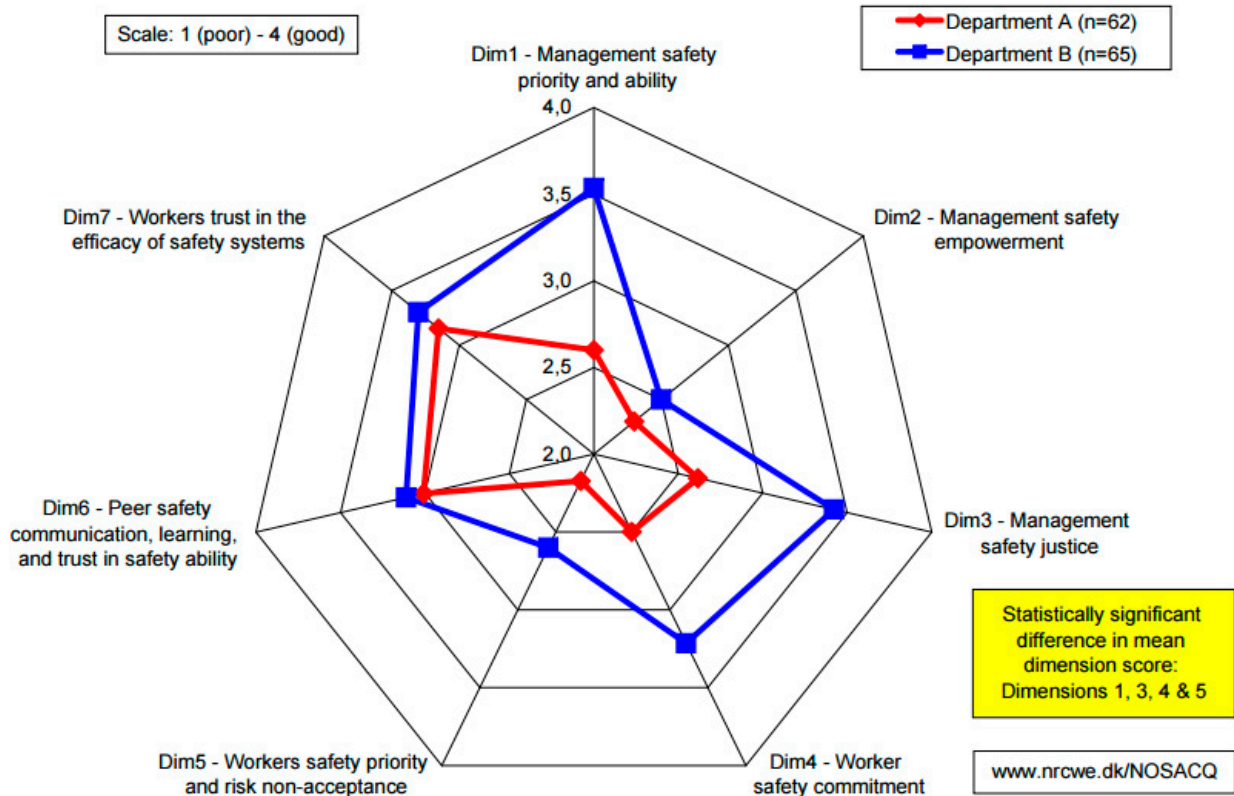 Scale: 1 (poor) - 4 (good)
Department A (n=62)
Department B (n=65)
Dim1 - Management safety
priority and ability
4,0
3,5
3,0
2,5
2,0
Dim2 - Management safety
empowerment
Dim3 - Management
safety justice
Dim4 - Worker
safety commitment
Dim5 - Workers safety priority
and risk non-acceptance
Dim6 - Peer safety
communication, learning,
and trust in safety ability
Dim7 - Workers trust in the
efficacy of safety systems
Statistically significant
difference in mean
dimension score:
Dimensions 1, 3, 4 & 5
www.nrcwe.dk/NOSACQ